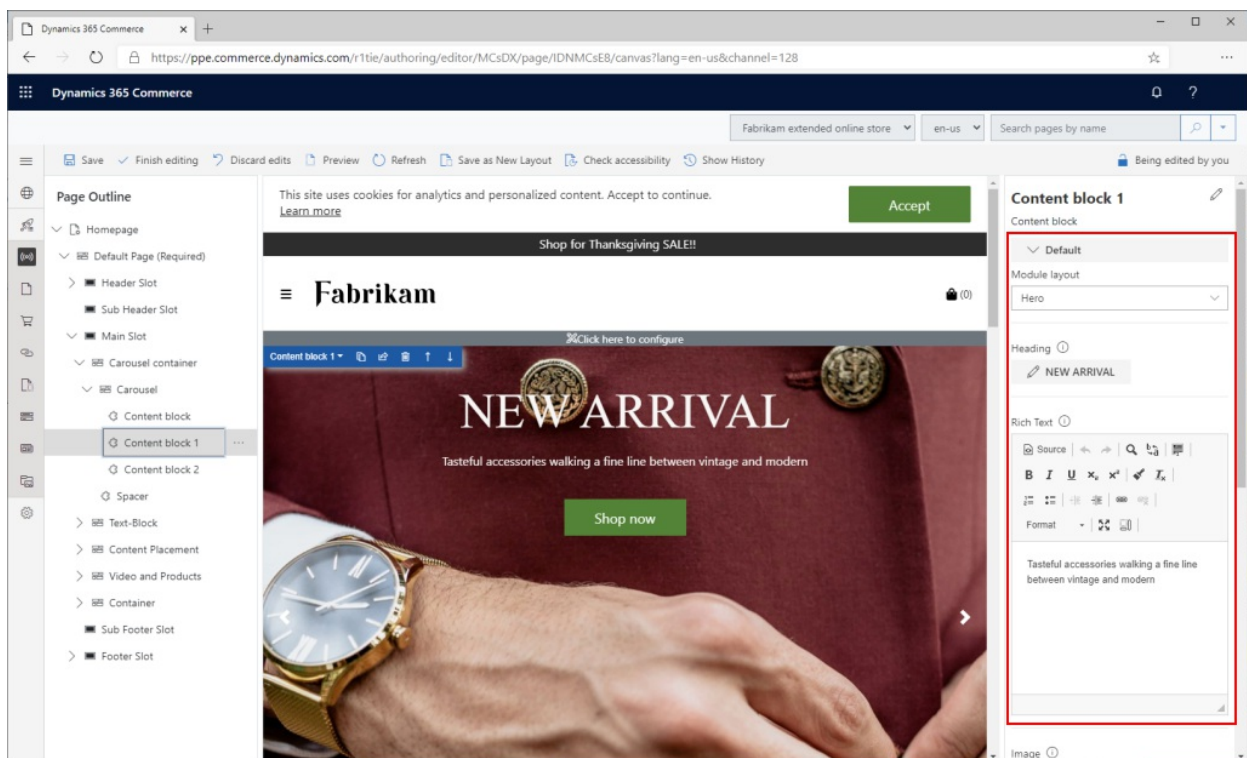 Dynamics 365 Commerce
https://ppe.commerce.dynamics.com/r1tie/authoring/editor/MCsDX/page/IDNMCsE8/canvas?lang=en-us&channel=128
Dynamics 365 Commerce
?
Fabrikam extended online store
en-us
Search pages by name
Save
Finish editing
Discard edits
Preview
Refresh
Save as New Layout
Check accessibility
Show History
Being edited by you
Page Outline
Homepage
Default Page (Required)
Header Slot
Sub Header Slot
Main Slot
Carousel container
Carousel
Content block
Content block 1
Content block 2
Spacer
Text-Block
Content Placement
Video and Products
Container
Sub Footer Slot
Footer Slot
This site uses cookies for analytics and personalized content. Accept to continue.
Learn more
Accept
Shop for Thanksgiving SALE!!
Fabrikam
(0)
Click here to configure
Content block 1
NEW ARRIVAL
Tasteful accessories walking a fine line between vintage and modern
Shop now
Content block 1
Content block
Default
Module layout
Hero
Heading
NEW ARRIVAL
Rich Text
Source
B I U x₂ x² Tx
Format
Tasteful accessories walking a fine line
between vintage and modern
Image